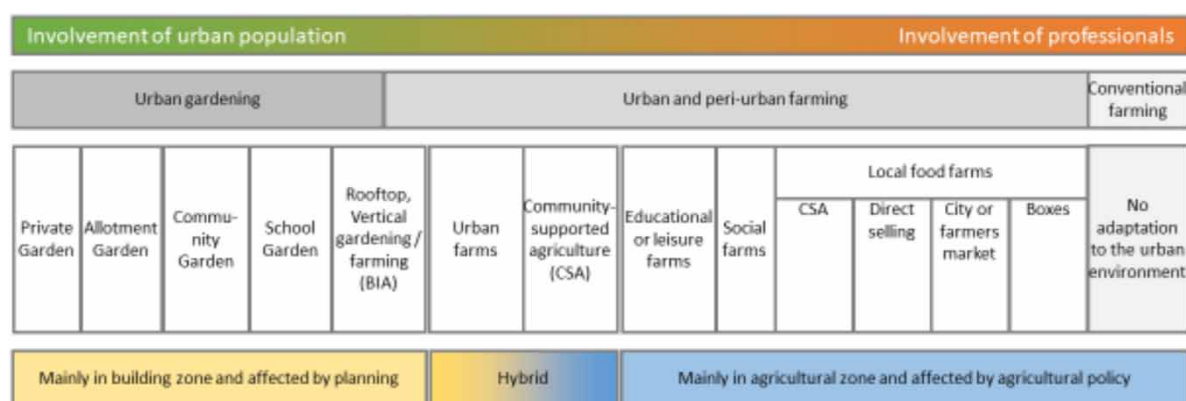 Involvement of urban population
Involvement of professionals
Urban gardening
Urban and peri-urban farming
Conventional
farming
Private
Garden
Allotment
Garden
Commu-
nity
Garden
School
Garden
Rooftop,
Vertical
gardening /
farming
(BIA)
Urban
farms
Community-
supported
agriculture
(CSA)
Educational
or leisure
farms
Social
farms
Local food farms
CSA
Direct
selling
City or
farmers
market
Boxes
No
adaptation
to the urban
environment
Mainly in building zone and affected by planning
Hybrid
Mainly in agricultural zone and affected by agricultural policy